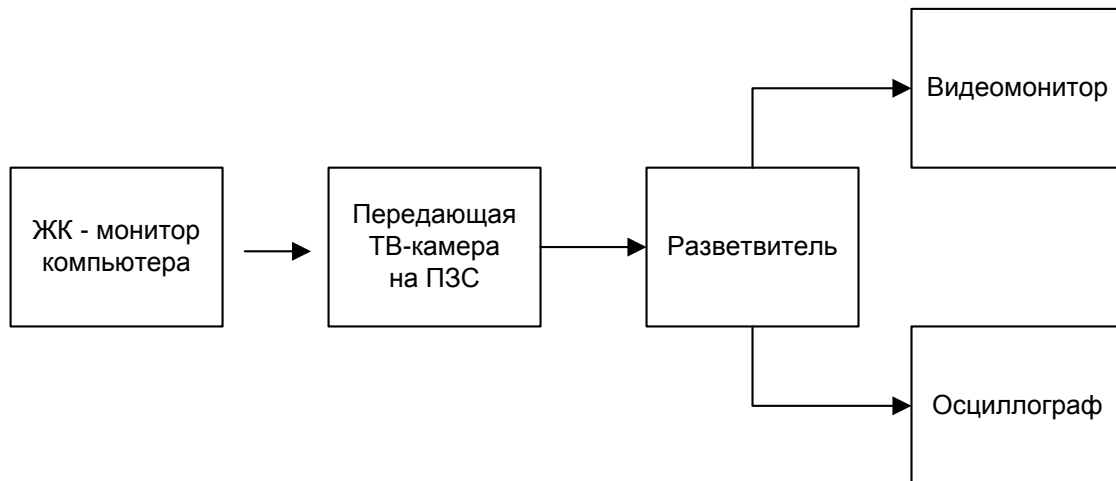 ЖК - монитор
компьютера
Передающая
ТВ-камера
на ПЗС
Разветвитель
Видеомонитор
Осциллограф